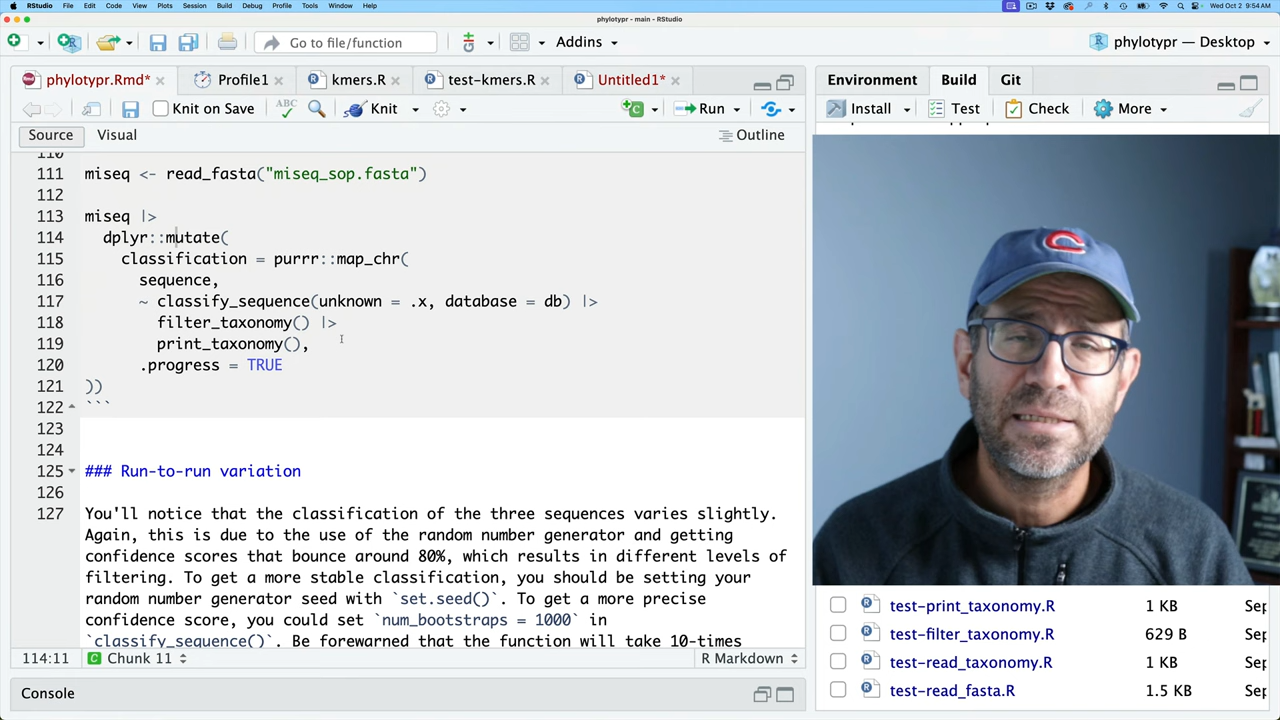 RStudio File Edit Code View Plots Session Build Debug Profile Tools Window Help Wed Oct 2 9:54 AM
phylotypr - main - RStudio
Go to file/function Addins phylotypr — Desktop
phylotypr.Rmd* Profile1 kmers.R test-kmers.R Untitled1* Environment Build Git
Knit on Save ABC Knit Run Install Test Check More
Source Visual Outline
110
111 miseq <- read_fasta("miseq_sop.fasta")
112
113 miseq |>
114 dplyr::mutate(
115 classification = purrr::map_chr(
116 sequence,
117 ~ classify_sequence(unknown = .x, database = db) |>
118 filter_taxonomy() |>
119 print_taxonomy(),
120 .progress = TRUE
121 ))
122 ```
123
124
125 ### Run-to-run variation
126
127 You'll notice that the classification of the three sequences varies slightly.
Again, this is due to the use of the random number generator and getting
confidence scores that bounce around 80%, which results in different levels of
filtering. To get a more stable classification, you should be setting your
random number generator seed with `set.seed()`. To get a more precise
confidence score, you could set `num_bootstraps = 1000` in
`classify_sequence()`. Be forewarned that the function will take 10-times
114:11 Chunk 11 R Markdown
Console
test-print_taxonomy.R 1 KB Sep
test-filter_taxonomy.R 629 B Sep
test-read_taxonomy.R 1 KB Sep
test-read_fasta.R 1.5 KB Sep